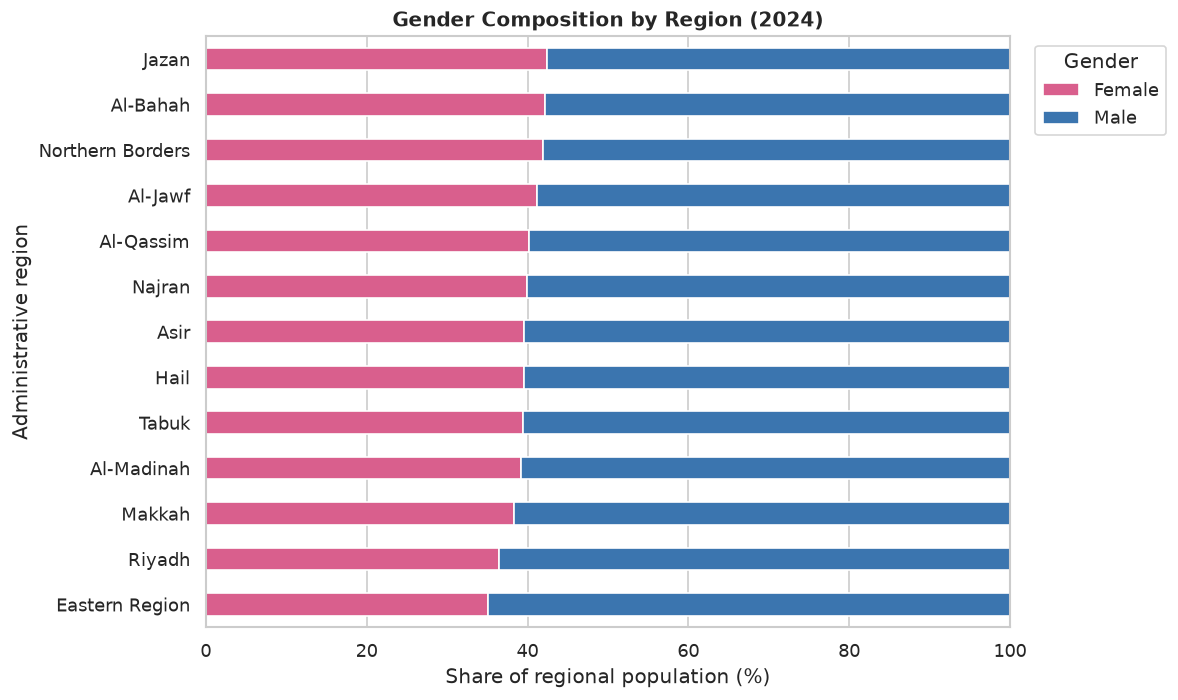 Gender Composition by Region (2024)
Gender
Female
Male
Administrative region
Jazan
Al-Bahah
Northern Borders
Al-Jawf
Al-Qassim
Najran
Asir
Hail
Tabuk
Al-Madinah
Makkah
Riyadh
Eastern Region
0 20 40 60 80 100
Share of regional population (%)